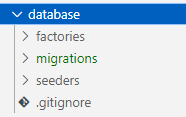 database
factories
migrations
seeders
.gitignore